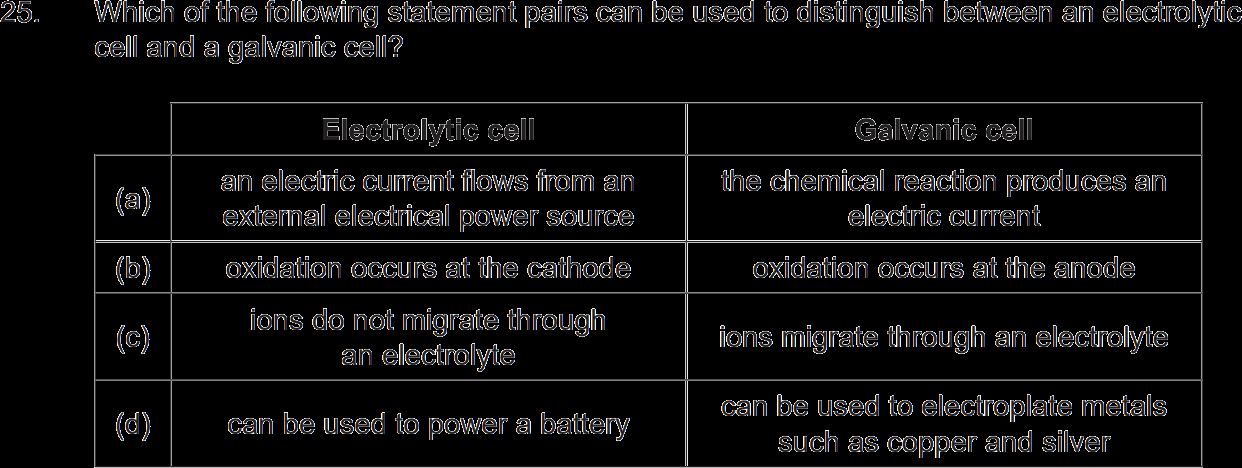 25. Which of the following statement pairs can be used to distinguish between an electrolytic
cell and a galvanic cell?
Electrolytic cell Galvanic cell
(a) an electric current flows from an
external electrical power source
the chemical reaction produces an
electric current
(b) oxidation occurs at the cathode oxidation occurs at the anode
(c) ions do not migrate through
an electrolyte
ions migrate through an electrolyte
(d) can be used to power a battery
can be used to electroplate metals
such as copper and silver